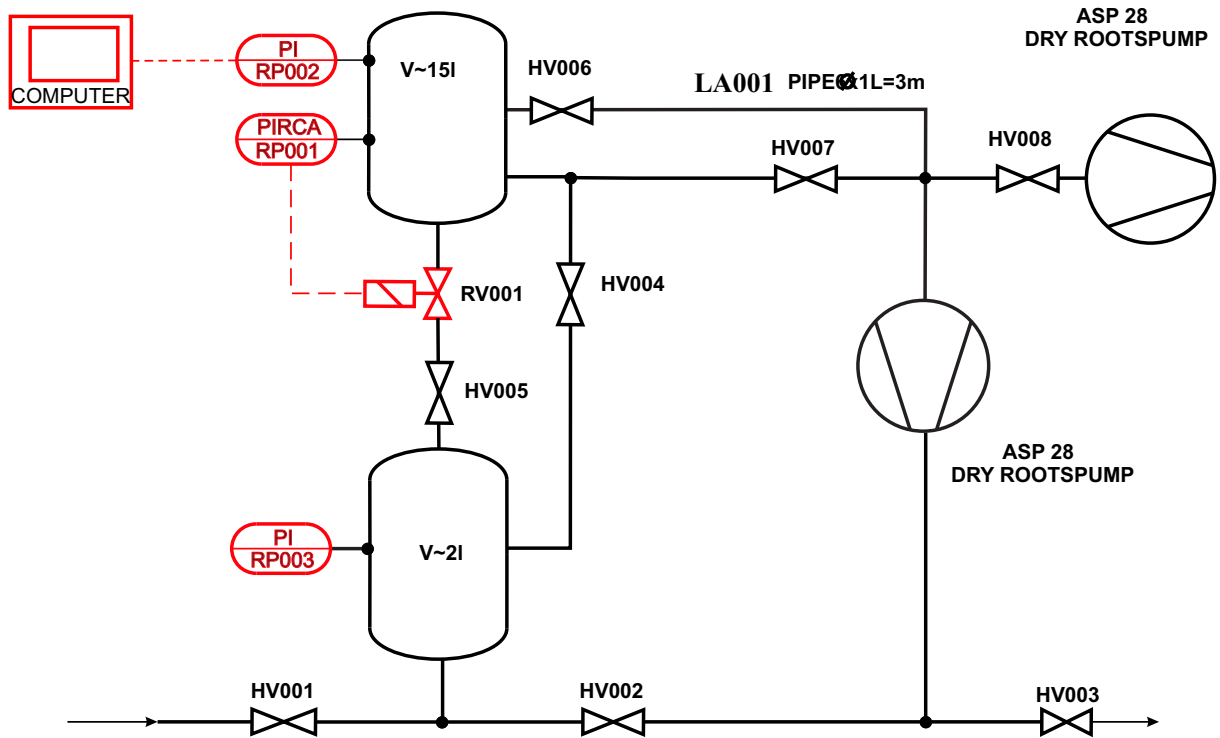 ASP 28
DRY ROOTSPUMP
PI
RP002
V~15l
HV006
LA001 PIPE 1L=3m
COMPUTER
PIRCA
RP001
HV007
HV008
RV001
HV004
HV005
ASP 28
DRY ROOTSPUMP
PI
RP003
V~2l
HV001
HV002
HV003